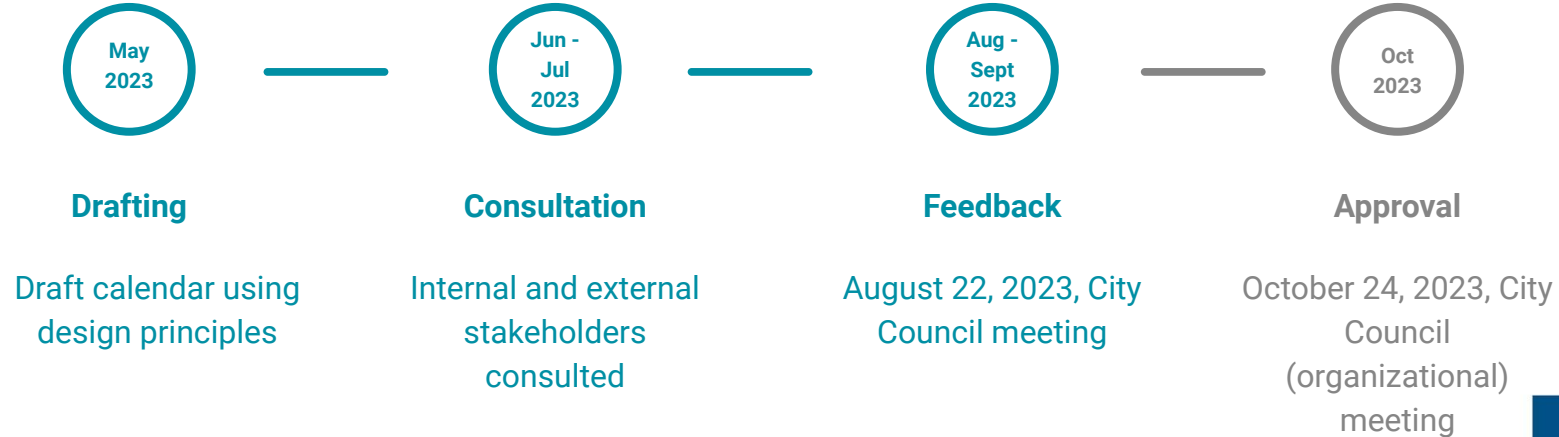 May
2023
Jun -
Jul
2023
Aug -
Sept
2023
Oct
2023
Drafting
Consultation
Feedback
Approval
Draft calendar using
design principles
Internal and external
stakeholders
consulted
August 22, 2023, City
Council meeting
October 24, 2023, City
Council
(organizational)
meeting